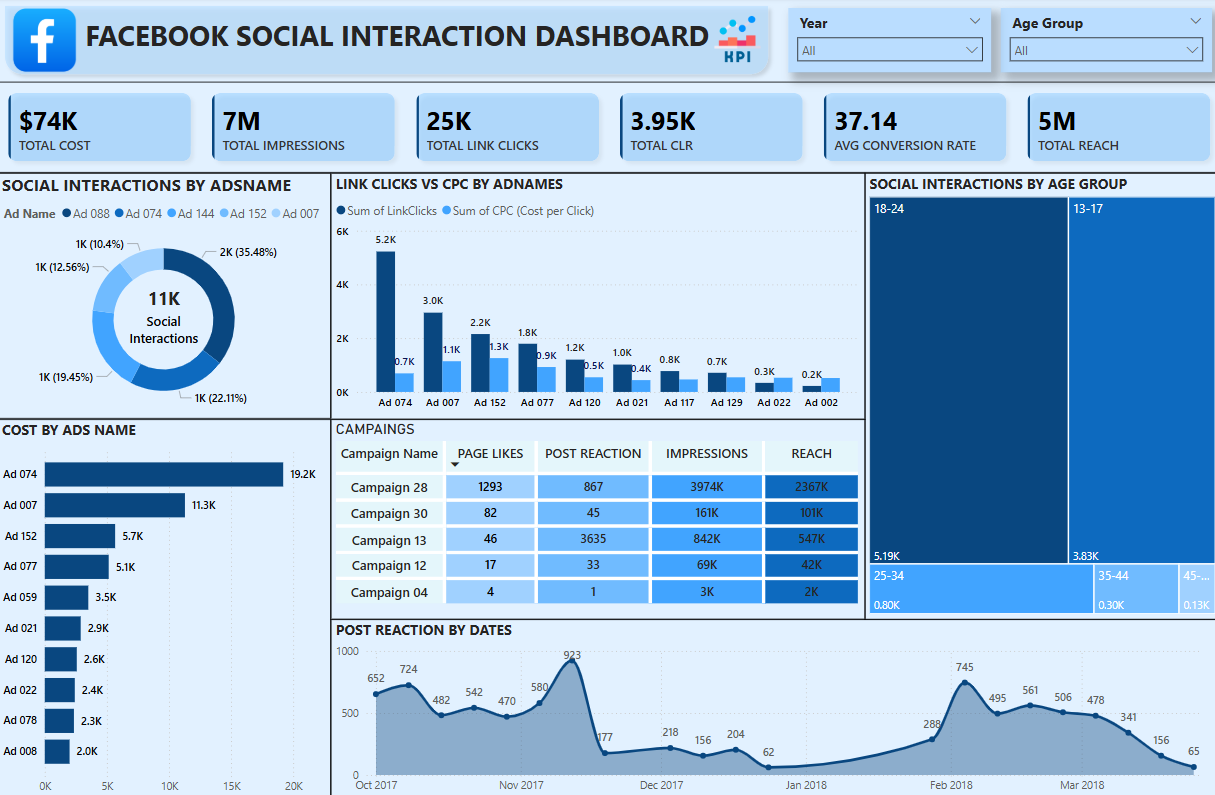 FACEBOOK SOCIAL INTERACTION DASHBOARD
KPI
Year
All
Age Group
All
$74K
TOTAL COST
7M
TOTAL IMPRESSIONS
25K
TOTAL LINK CLICKS
3.95K
TOTAL CLR
37.14
AVG CONVERSION RATE
5M
TOTAL REACH
SOCIAL INTERACTIONS BY ADSNAME
Ad Name Ad 088 Ad 074 Ad 144 Ad 152 Ad 007
1K (10.4%)
2K (35.48%)
1K (12.56%)
11K
Social
Interactions
1K (19.45%)
1K (22.11%)
LINK CLICKS VS CPC BY ADNAMES
Sum of LinkClicks Sum of CPC (Cost per Click)
6K
4K
2K
0K
5.2K
0.7K
3.0K
1.1K
2.2K
1.3K
1.8K
0.9K
1.2K
0.5K
1.0K
0.4K
0.8K
0.7K
0.3K
0.2K
Ad 074 Ad 007 Ad 152 Ad 077 Ad 120 Ad 021 Ad 117 Ad 129 Ad 022 Ad 002
SOCIAL INTERACTIONS BY AGE GROUP
18-24
5.19K
13-17
3.83K
25-34
0.80K
35-44
0.30K
45-...
0.13K
COST BY ADS NAME
Ad 074 19.2K
Ad 007 11.3K
Ad 152 5.7K
Ad 077 5.1K
Ad 059 3.5K
Ad 021 2.9K
Ad 120 2.6K
Ad 022 2.4K
Ad 078 2.3K
Ad 008 2.0K
0K 5K 10K 15K 20K
CAMPAINGS
Campaign Name PAGE LIKES POST REACTION IMPRESSIONS REACH
Campaign 28 1293 867 3974K 2367K
Campaign 30 82 45 161K 101K
Campaign 13 46 3635 842K 547K
Campaign 12 17 33 69K 42K
Campaign 04 4 1 3K 2K
POST REACTION BY DATES
1000
500
0
652
724
482
542
470
580
923
177
218
156
204
62
288
745
495
561
506
478
341
156
65
Oct 2017 Nov 2017 Dec 2017 Jan 2018 Feb 2018 Mar 2018